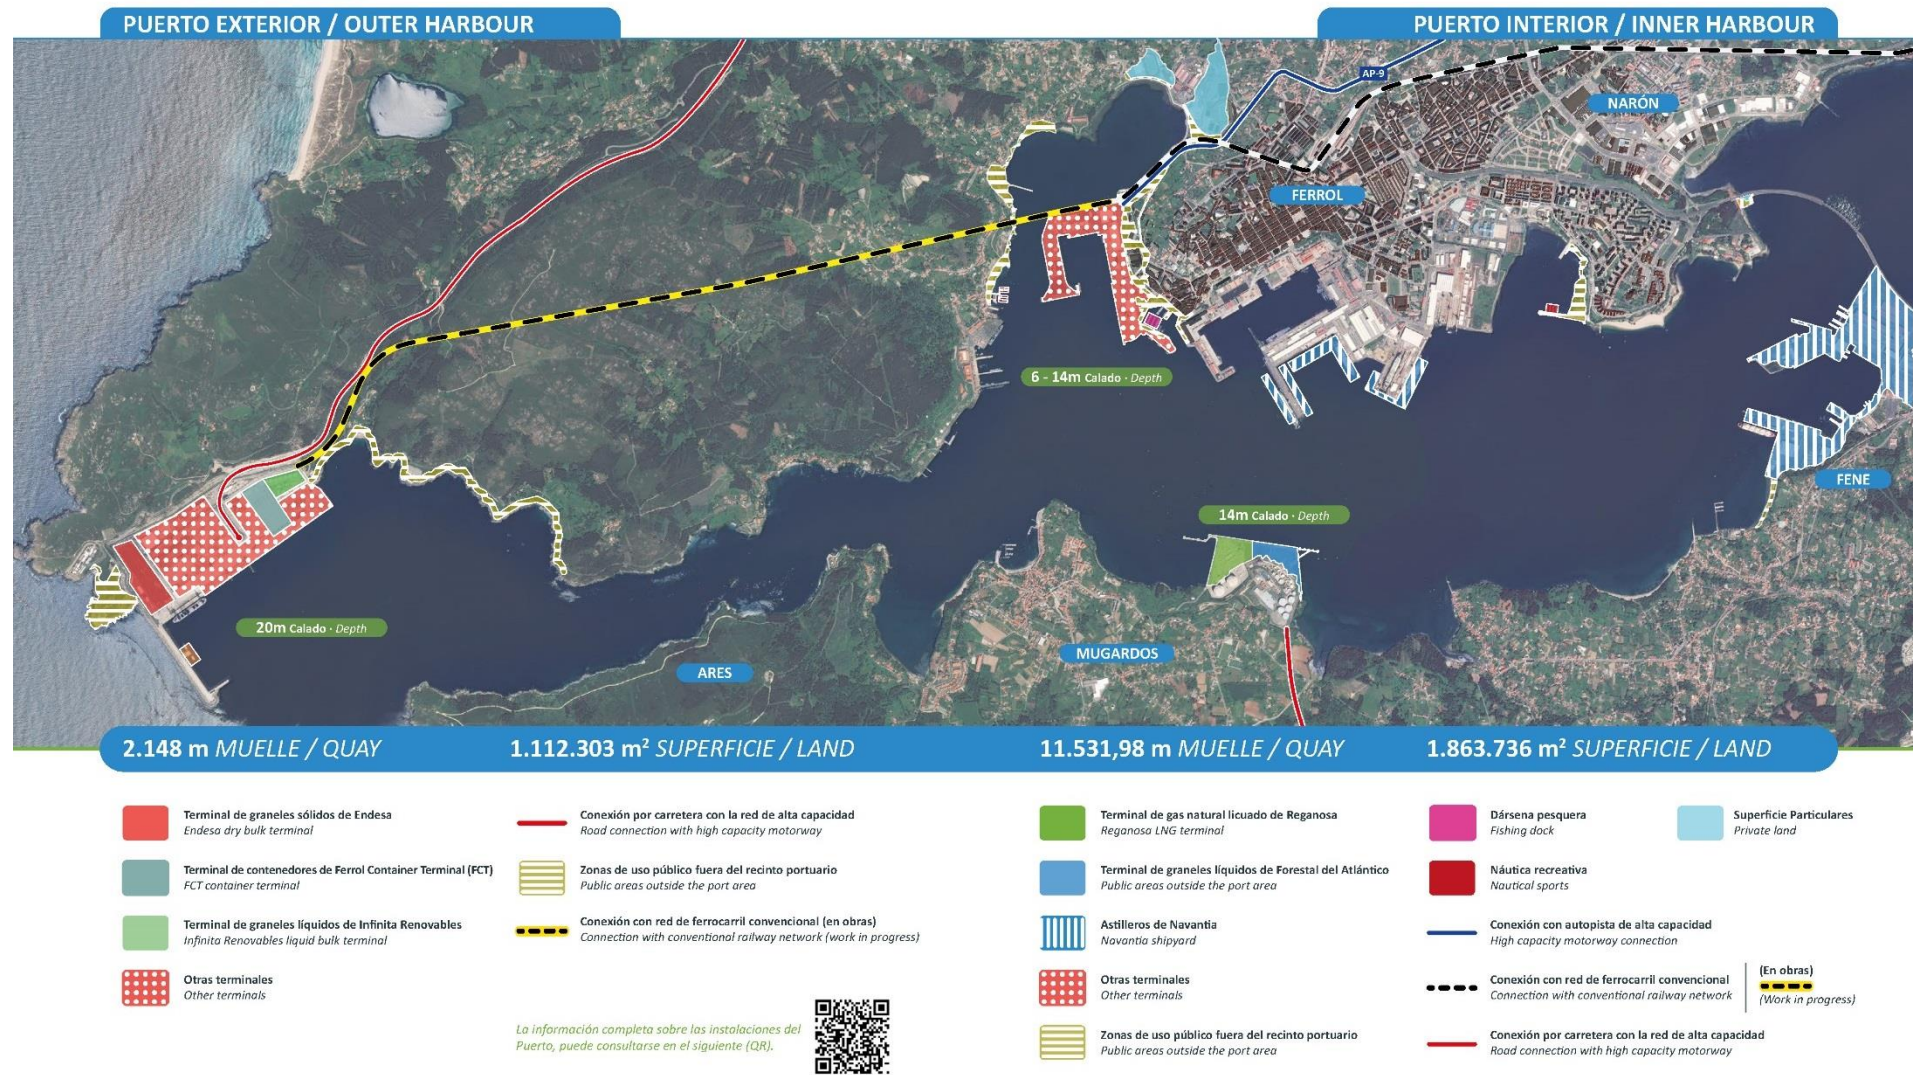 PUERTO EXTERIOR / OUTER HARBOUR
PUERTO INTERIOR / INNER HARBOUR
AP-9
NARÓN
FERROL
6 - 14m Calado · Depth
FENE
14m Calado · Depth
20m Calado · Depth
MUGARDOS
ARES
2.148 m MUELLE / QUAY
1.112.303 m² SUPERFICIE / LAND
11.531,98 m MUELLE / QUAY
1.863.736 m² SUPERFICIE / LAND
Terminal de graneles sólidos de Endesa
Endesa dry bulk terminal
Terminal de contenedores de Ferrol Container Terminal (FCT)
FCT container terminal
Terminal de graneles líquidos de Infinita Renovables
Infinita Renovables liquid bulk terminal
Otras terminales
Other terminals
Conexión por carretera con la red de alta capacidad
Road connection with high capacity motorway
Zonas de uso público fuera del recinto portuario
Public areas outside the port area
Conexión con red de ferrocarril convencional (en obras)
Connection with conventional railway network (work in progress)
La información completa sobre las instalaciones del
Puerto, puede consultarse en el siguiente (QR).
Terminal de gas natural licuado de Reganosa
Reganosa LNG terminal
Terminal de graneles líquidos de Forestal del Atlántico
Public areas outside the port area
Astilleros de Navantia
Navantia shipyard
Otras terminales
Other terminals
Zonas de uso público fuera del recinto portuario
Public areas outside the port area
Dársena pesquera
Fishing dock
Náutica recreativa
Nautical sports
Conexión con autopista de alta capacidad
High capacity motorway connection
Conexión con red de ferrocarril convencional
Connection with conventional railway network
(En obras)
(Work in progress)
Conexión por carretera con la red de alta capacidad
Road connection with high capacity motorway
Superficie Particulares
Private land